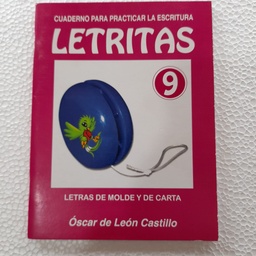 CUADERNO PARA PRACTICAR LA ESCRITURA
LETRITAS
9
LETRAS DE MOLDE Y DE CARTA
Óscar de León Castillo